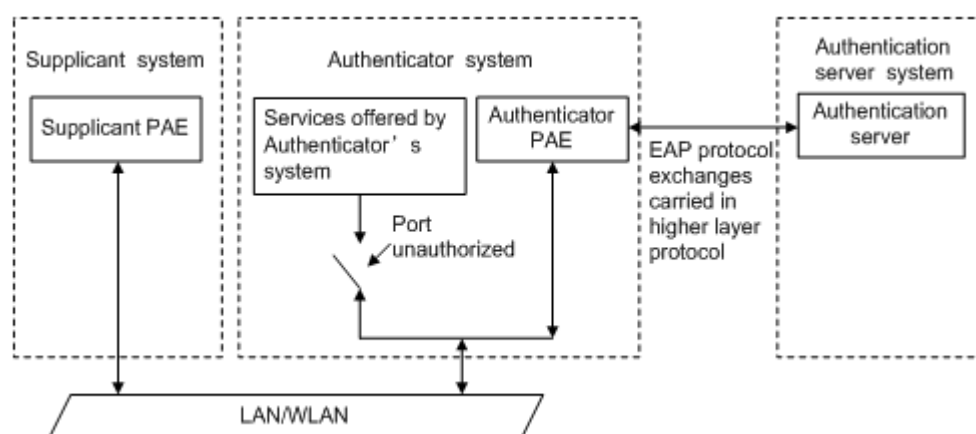 Supplicant system
Supplicant PAE
Authenticator system
Services offered by
Authenticator's
system
Authenticator
PAE
Port
unauthorized
EAP protocol
exchanges
carried in
higher layer
protocol
Authentication
server system
Authentication
server
LAN/WLAN